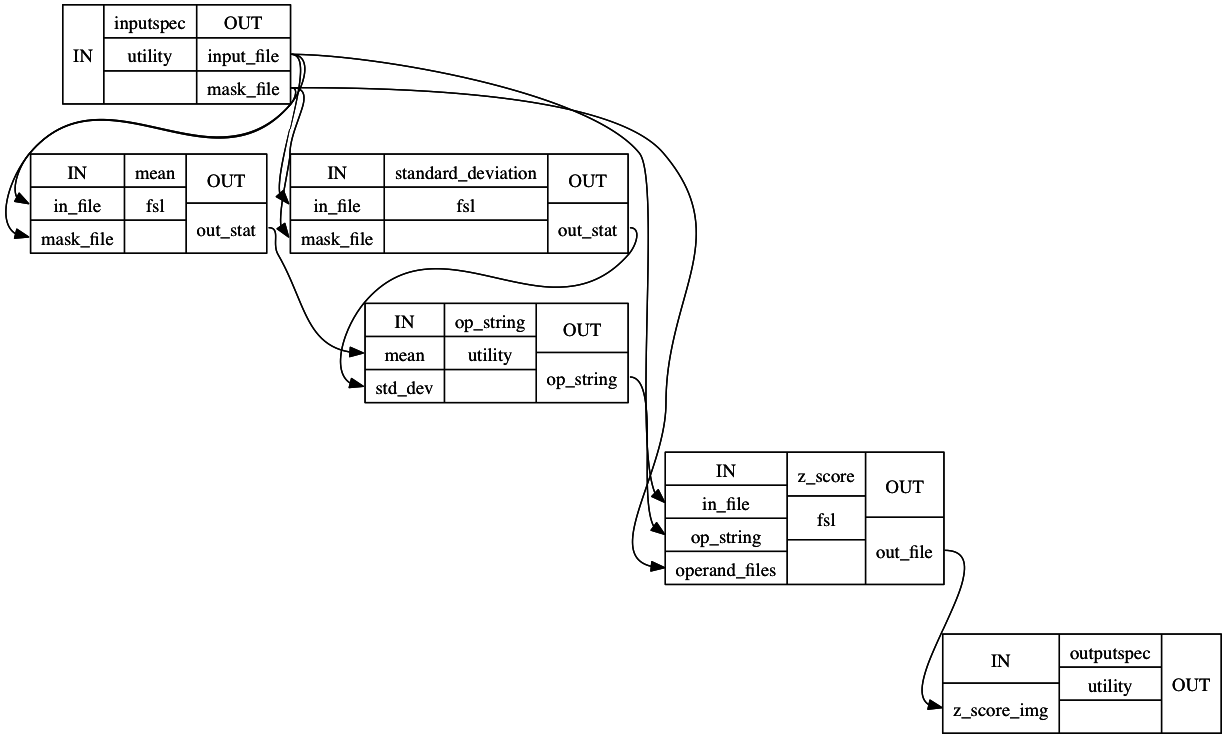 IN inputspec OUT
utility input_file
mask_file
IN mean OUT
in_file fsl
mask_file out_stat
IN standard_deviation OUT
in_file fsl
mask_file out_stat
IN op_string OUT
mean utility
std_dev op_string
IN z_score OUT
in_file fsl
op_string out_file
operand_files
IN outputspec OUT
z_score_img utility